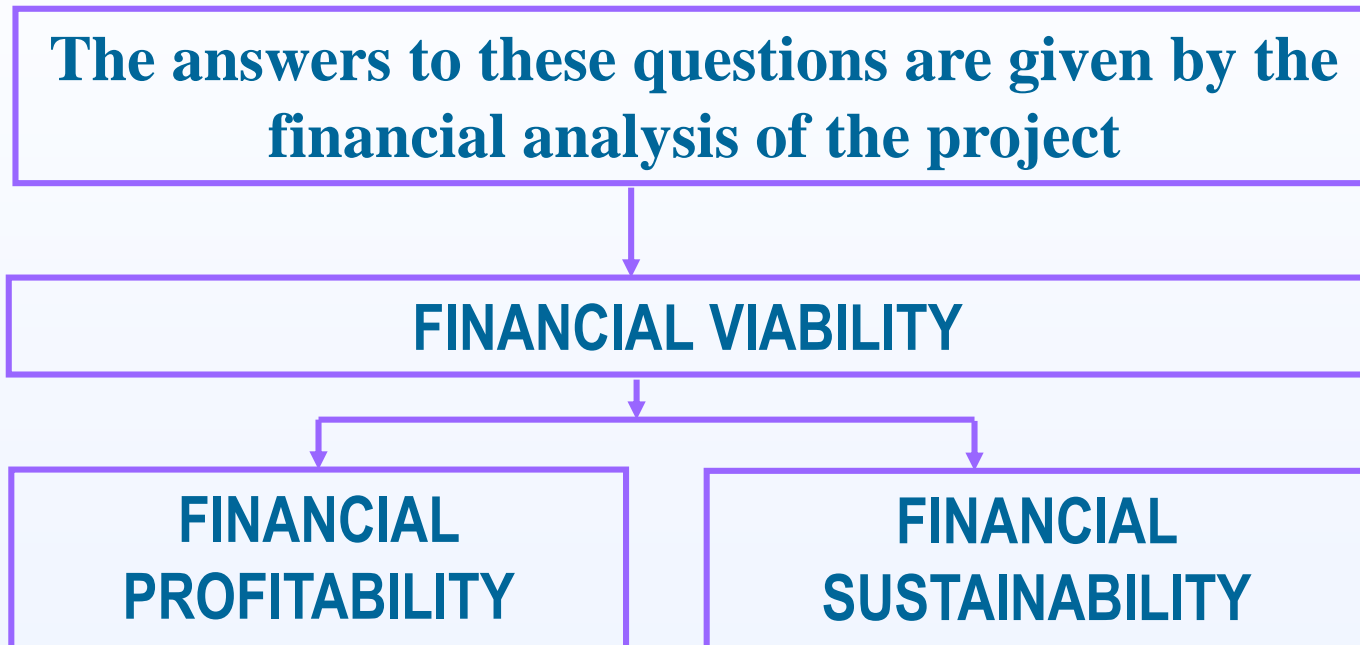 The answers to these questions are given by the
financial analysis of the project
FINANCIAL VIABILITY
FINANCIAL
PROFITABILITY
FINANCIAL
SUSTAINABILITY